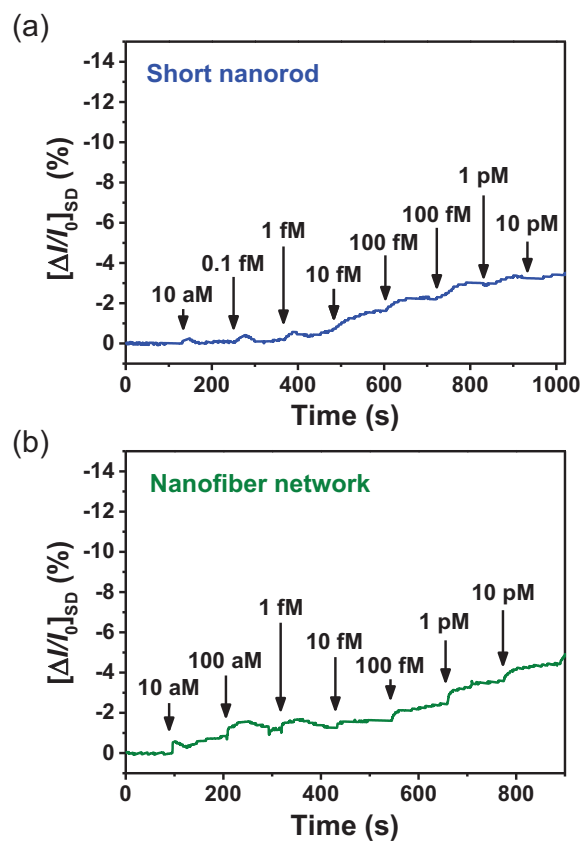 (a)
Short nanorod
[ΔI/I₀]SD (%)
-14
-12
-10
-8
-6
-4
-2
0
10 aM
0.1 fM
1 fM
10 fM
100 fM
100 fM
1 pM
10 pM
0 200 400 600 800 1000
Time (s)
(b)
Nanofiber network
[ΔI/I₀]SD (%)
-14
-12
-10
-8
-6
-4
-2
0
10 aM
100 aM
1 fM
10 fM
100 fM
1 pM
10 pM
0 200 400 600 800
Time (s)